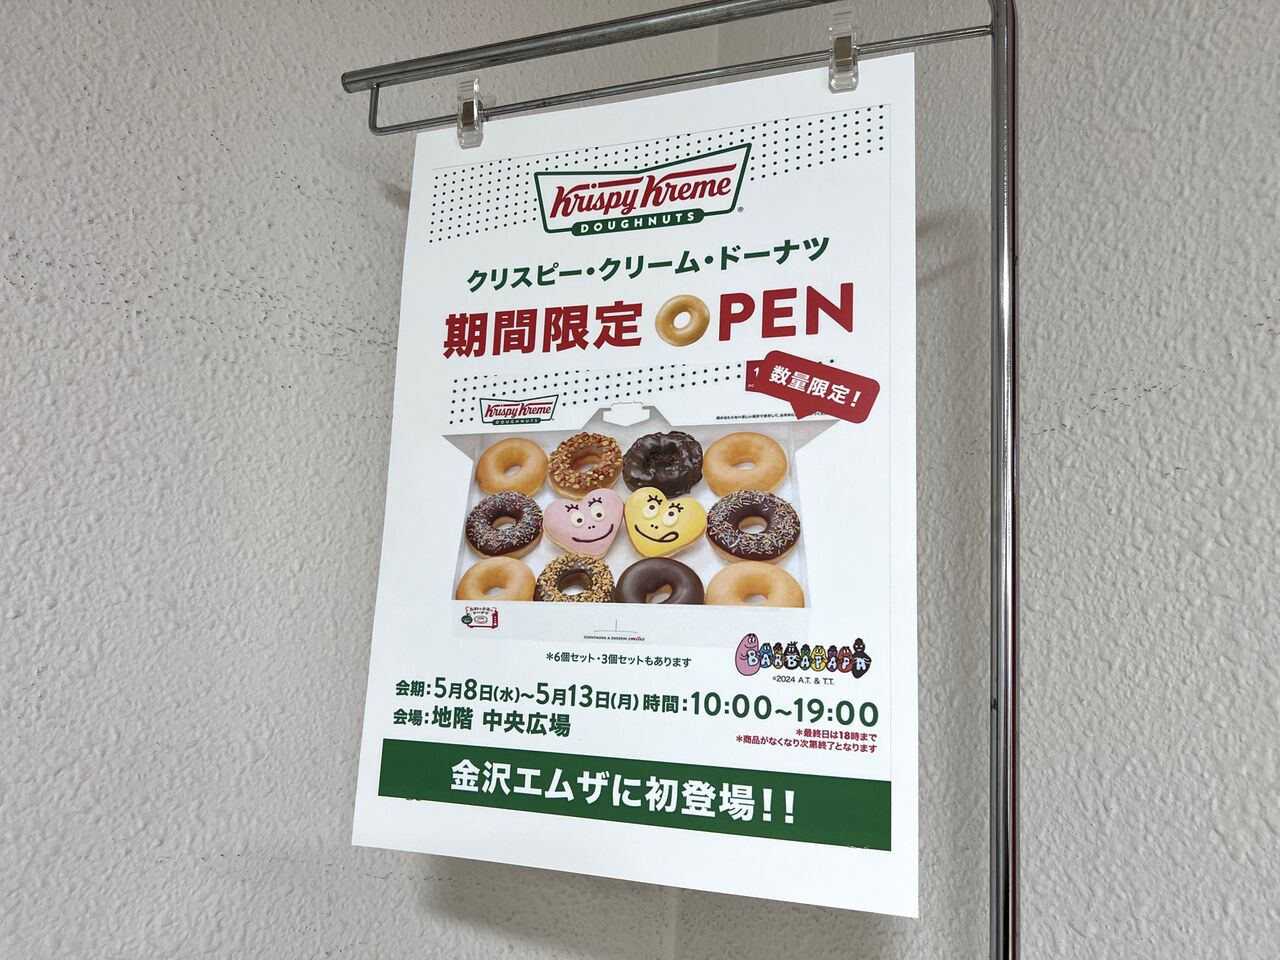 Krispy Kreme
DOUGHNUTS
クリスピー・クリーム・ドーナツ
期間限定 OPEN
数量限定!
Krispy Kreme
DOUGHNUTS
CONTAINS A DOZEN smiles
*6個セット・3個セットもあります
BARBAPAPA
©2024 A.T. & T.T.
会期:5月8日(水)~5月13日(月) 時間:10:00~19:00
会場:地階 中央広場
*最終日は18時まで
*商品がなくなり次第終了となります
金沢エムザに初登場!!